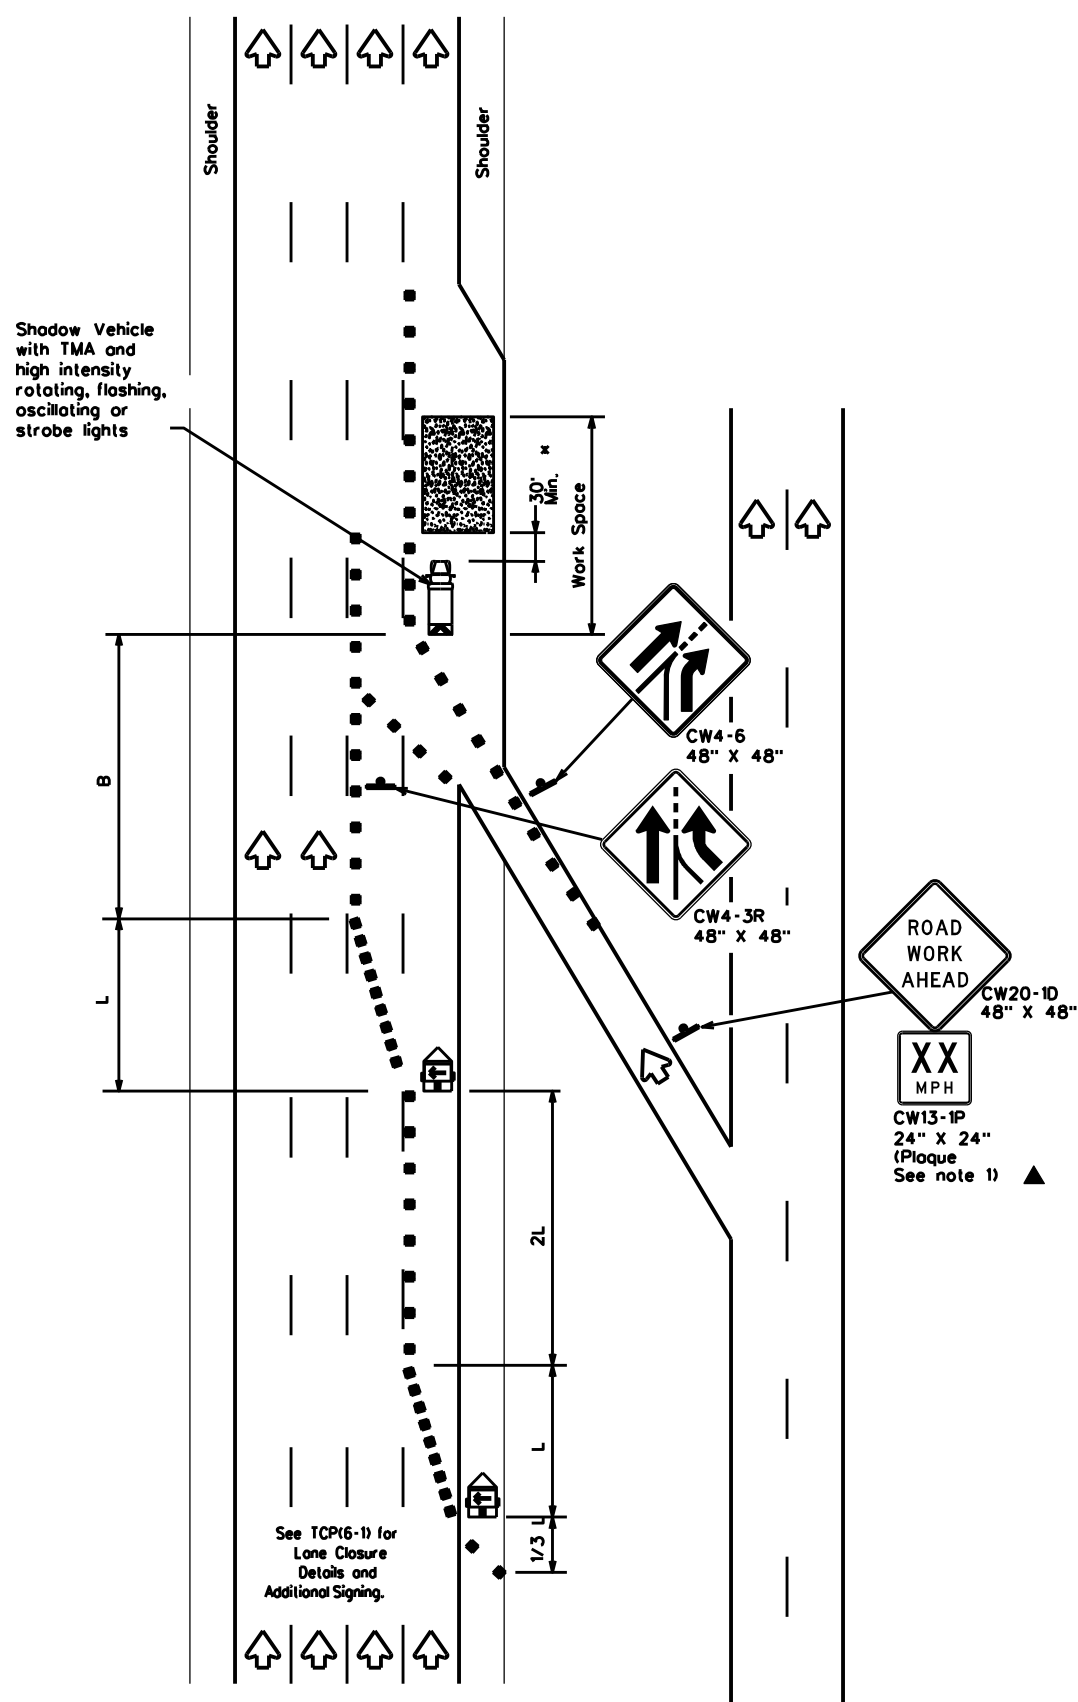 Shoulder
Shoulder
Shadow Vehicle
with TMA and
high intensity
rotating, flashing,
oscillating or
strobe lights
30' Min. *
Work Space
CW4-6
48" X 48"
B
CW4-3R
48" X 48"
ROAD
WORK
AHEAD
CW20-1D
48" X 48"
L
XX
MPH
CW13-1P
24" X 24"
(Plaque
See note 1) ▲
2L
L
1/3 L
See TCP(6-1) for
Lane Closure
Details and
Additional Signing.